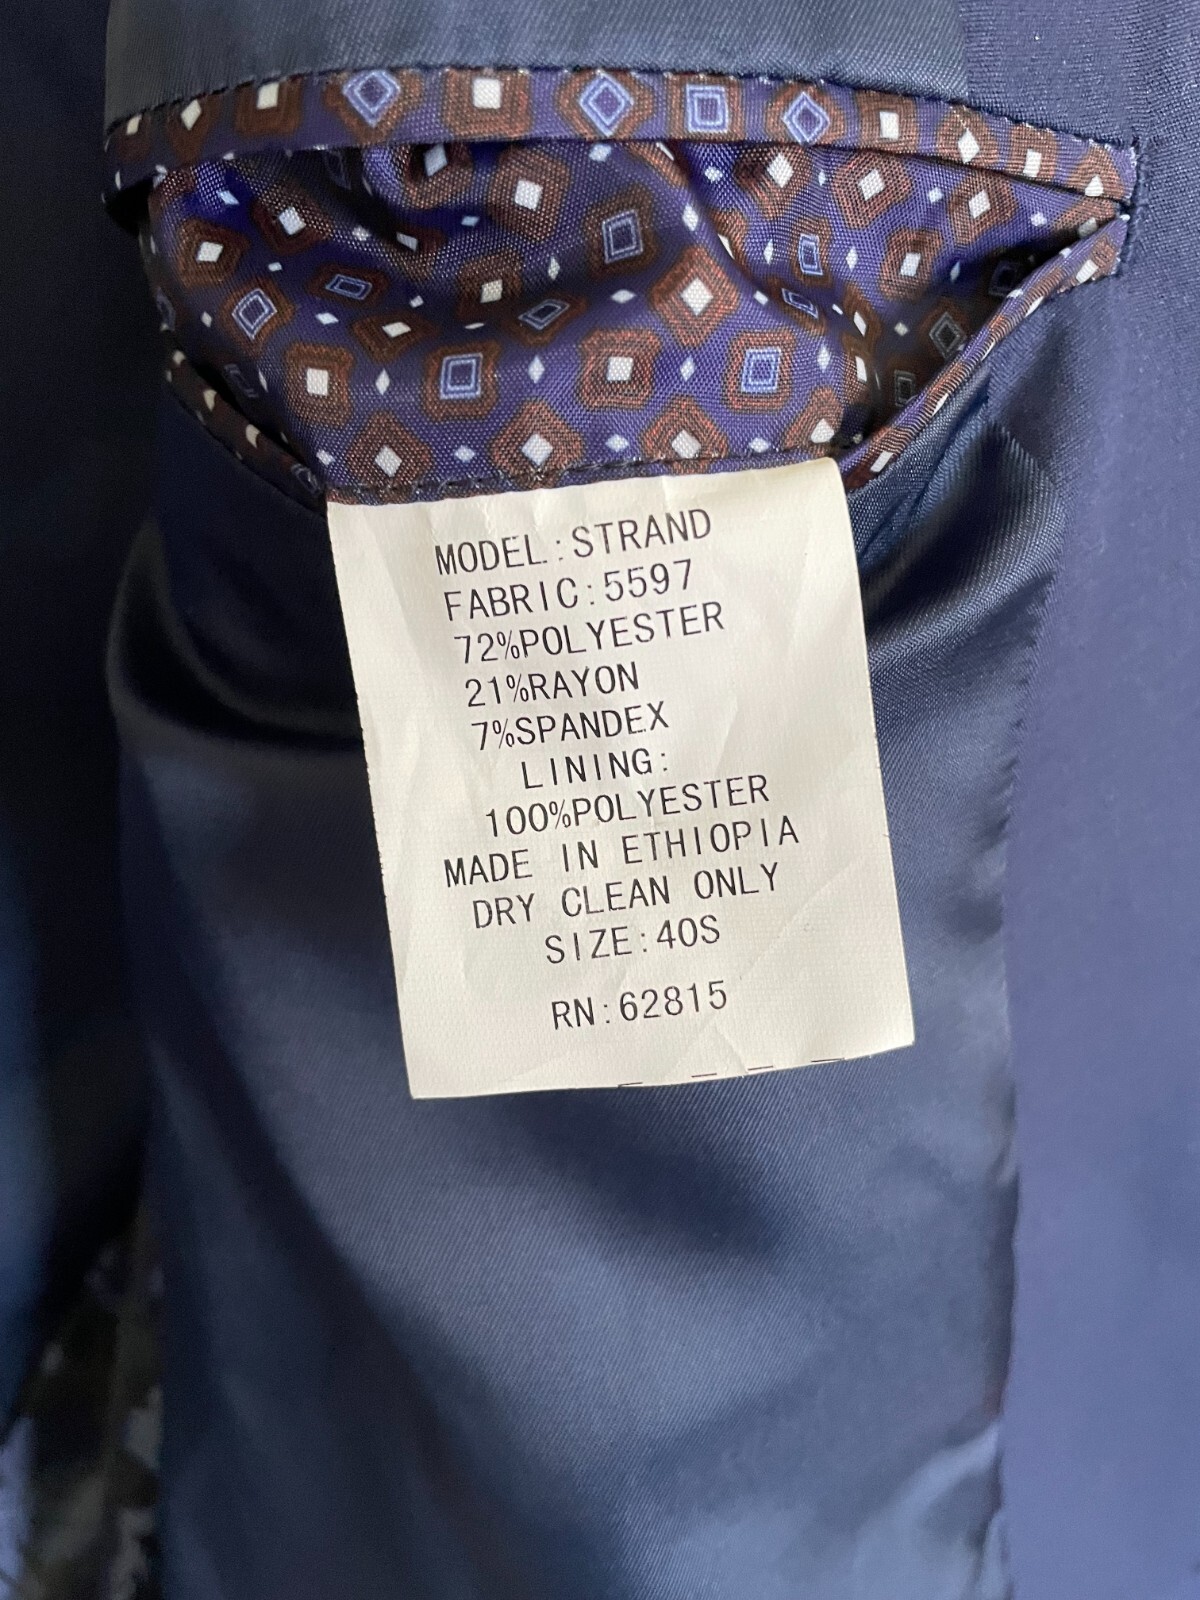 MODEL:STRAND
FABRIC:5597
72%POLYESTER
21%RAYON
7%SPANDEX
LINING:
100%POLYESTER
MADE IN ETHIOPIA
DRY CLEAN ONLY
SIZE:40S
RN:62815